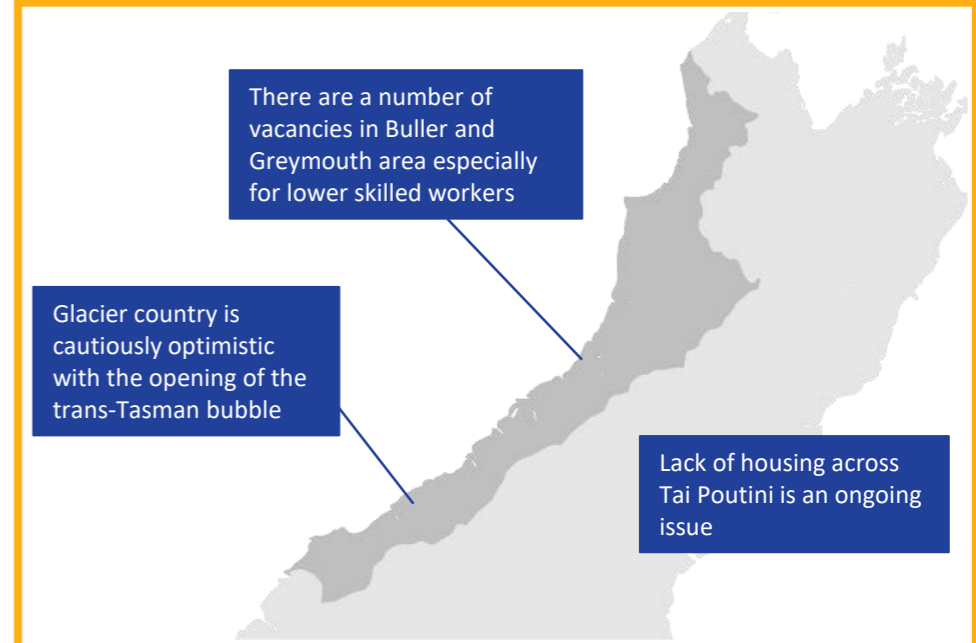 There are a number of
vacancies in Buller and
Greymouth area especially
for lower skilled workers
Glacier country is
cautiously optimistic
with the opening of the
trans-Tasman bubble
Lack of housing across
Tai Poutini is an ongoing
issue